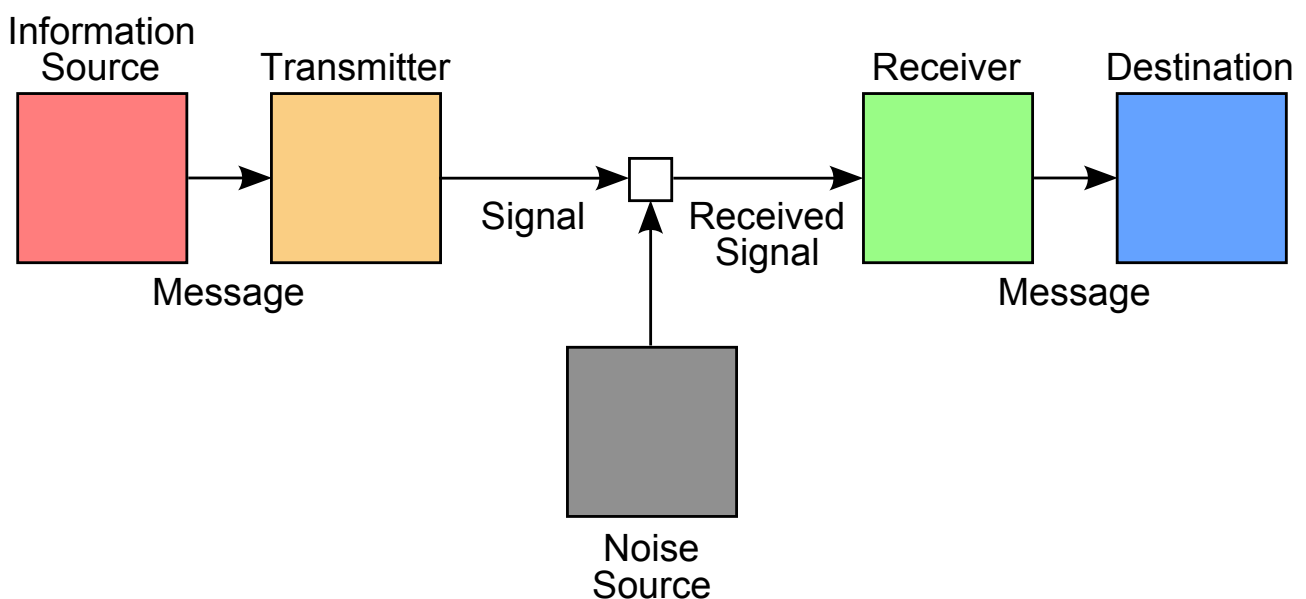 Information
Source
Transmitter
Receiver
Destination
Signal
Received
Signal
Message
Message
Noise
Source